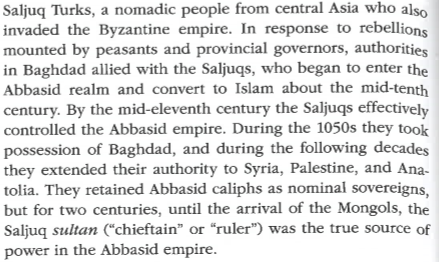 Saljuq Turks, a nomadic people from central Asia who also
invaded the Byzantine empire. In response to rebellions
mounted by peasants and provincial governors, authorities
in Baghdad allied with the Saljuqs, who began to enter the
Abbasid realm and convert to Islam about the mid-tenth
century. By the mid-eleventh century the Saljuqs effectively
controlled the Abbasid empire. During the 1050s they took
possession of Baghdad, and during the following decades
they extended their authority to Syria, Palestine, and Ana-
tolia. They retained Abbasid caliphs as nominal sovereigns,
but for two centuries, until the arrival of the Mongols, the
Saljuq sultan (“chieftain” or “ruler”) was the true source of
power in the Abbasid empire.